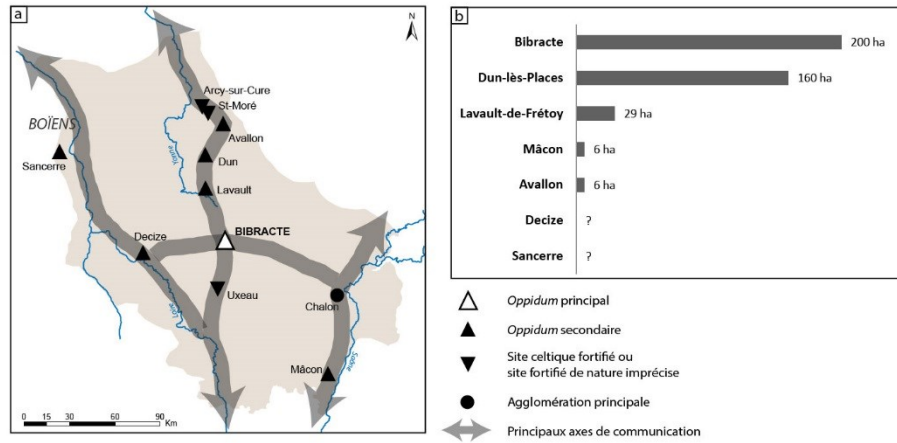 a
N
Arcy-sur-Cure
St-Moré
BOÏENS
Avallon
Yonne
Sancerre
Dun
Lavault
BIBRACTE
Decize
Uxeau
Chalon
Loire
Mâcon
Saône
0 15 30 60 90
Km
b
Bibracte 200 ha
Dun-lès-Places 160 ha
Lavault-de-Frétoy 29 ha
Mâcon 6 ha
Avallon 6 ha
Decize ?
Sancerre ?
Oppidum principal
Oppidum secondaire
Site celtique fortifié ou
site fortifié de nature imprécise
Agglomération principale
Principaux axes de communication